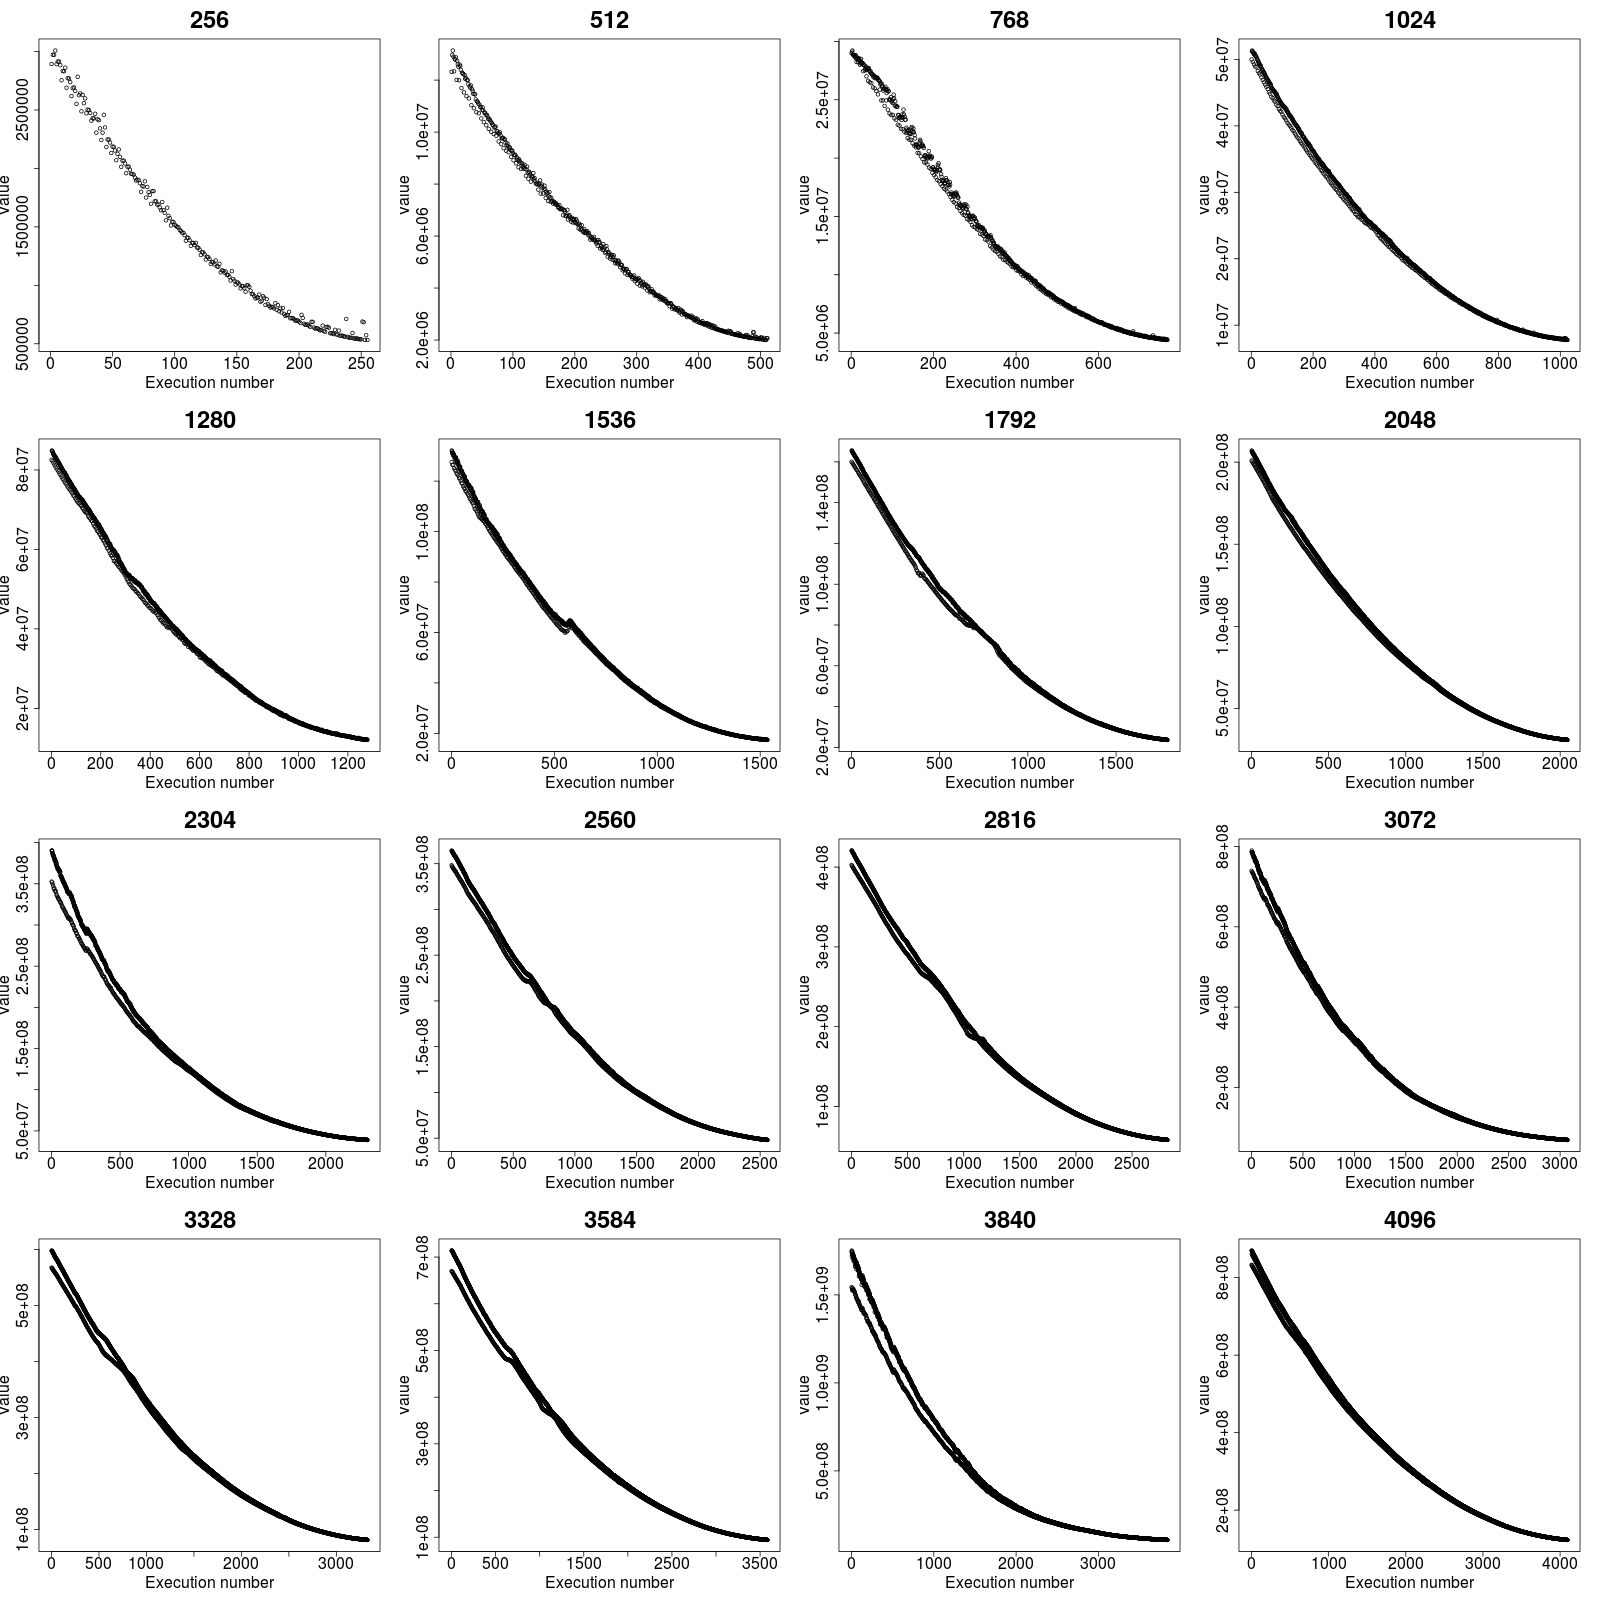 256
value
500000 1500000 2500000
0 50 100 150 200 250
Execution number
512
value
2.0e+06 6.0e+06 1.0e+07
0 100 200 300 400 500
Execution number
768
value
5.0e+06 1.5e+07 2.5e+07
0 200 400 600
Execution number
1024
value
1e+07 2e+07 3e+07 4e+07 5e+07
0 200 400 600 800 1000
Execution number
1280
value
2e+07 4e+07 6e+07 8e+07
0 200 400 600 800 1000 1200
Execution number
1536
value
2.0e+07 6.0e+07 1.0e+08
0 500 1000 1500
Execution number
1792
value
2.0e+07 6.0e+07 1.0e+08 1.4e+08
0 500 1000 1500
Execution number
2048
value
5.0e+07 1.0e+08 1.5e+08 2.0e+08
0 500 1000 1500 2000
Execution number
2304
value
5.0e+07 1.5e+08 2.5e+08 3.5e+08
0 500 1000 1500 2000
Execution number
2560
value
5.0e+07 1.5e+08 2.5e+08 3.5e+08
0 500 1000 1500 2000 2500
Execution number
2816
value
1e+08 2e+08 3e+08 4e+08
0 500 1000 1500 2000 2500
Execution number
3072
value
2e+08 4e+08 6e+08 8e+08
0 500 1000 1500 2000 2500 3000
Execution number
3328
value
1e+08 3e+08 5e+08
0 500 1000 2000 3000
Execution number
3584
value
1e+08 3e+08 5e+08 7e+08
0 500 1500 2500 3500
Execution number
3840
value
5.0e+08 1.0e+09 1.5e+09
0 1000 2000 3000
Execution number
4096
value
2e+08 4e+08 6e+08 8e+08
0 1000 2000 3000 4000
Execution number